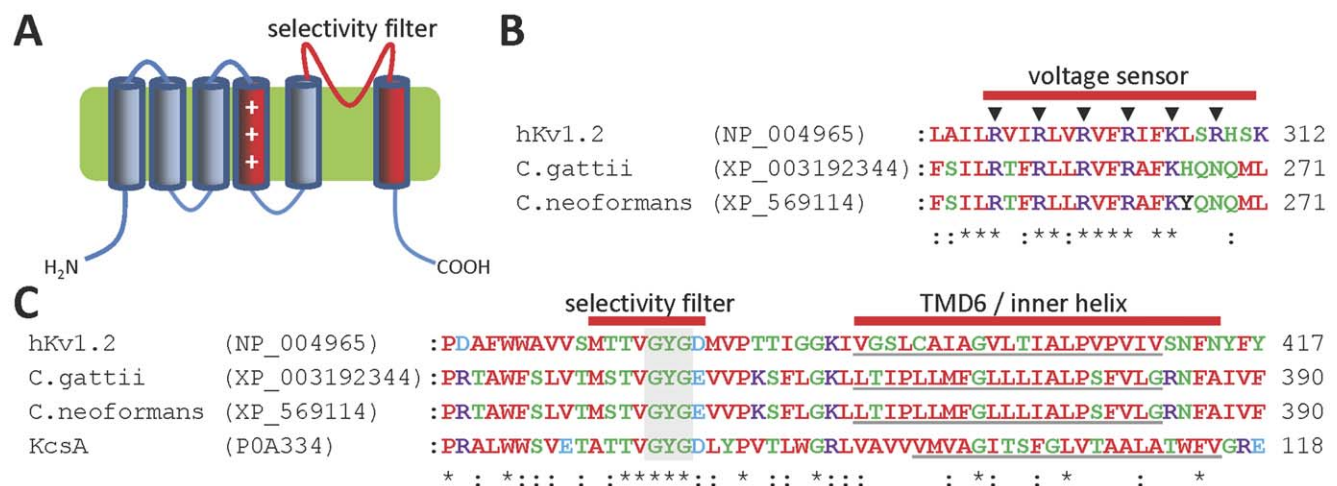 A
selectivity filter
+
+
+
H2N
COOH
B
voltage sensor
▼ ▼ ▼ ▼ ▼ ▼
hKv1.2 (NP_004965) :LAILRVIRLVRVFRIFKLSRHSK 312
C.gattii (XP_003192344):FSILRTFRLLRVFRAFKHQNQML 271
C.neoformans (XP_569114) :FSILRTFRLLRVFRAFKYQNQML 271
::*** :**:**** ** :
C
selectivity filter TMD6 / inner helix
hKv1.2 (NP_004965) :PDAFWWAVVSMTTVGYGDMVPTTIGGKIVGSLCAIAGVLTIALPVPVIVSNFNYFY 417
C.gattii (XP_003192344):PRTAWFSLVTMSTVGYGEVVPKSFLGKLLTIPLLMFGLLLIALPSFVLGRNFAIVF 390
C.neoformans (XP_569114) :PRTAWFSLVTMSTVGYGEVVPKSFLGKLLTIPLLMFGLLLIALPSFVLGRNFAIVF 390
KcsA (P0A334) :PRALWWSVETATTVGYGDLYPVTLWGRLVAVVVMVAGITSFGLVTAALATWFVGRE 118
* : *::: : :*****:: * : *::: : *: : * : *